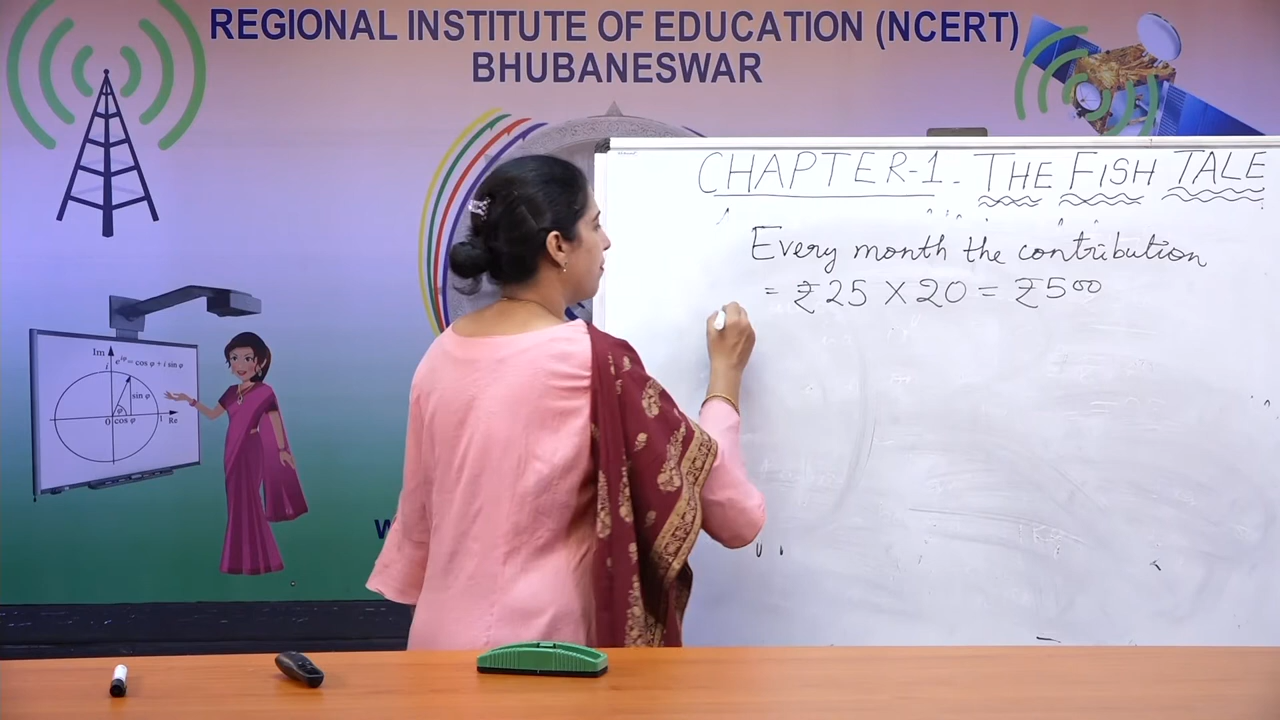 REGIONAL INSTITUTE OF EDUCATION (NCERT)
BHUBANESWAR
CHAPTER-1. THE FISH TALE
Every month the contribution
= ₹25 X 20 = ₹500
Im
i
e^iφ = cos φ + i sin φ
sin φ
φ
0 cos φ 1 Re
W